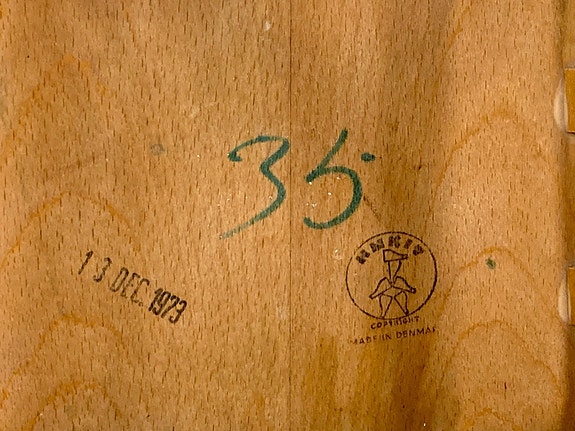 35
13 DEC. 1973
COPYRIGHT
MADE IN DENMARK